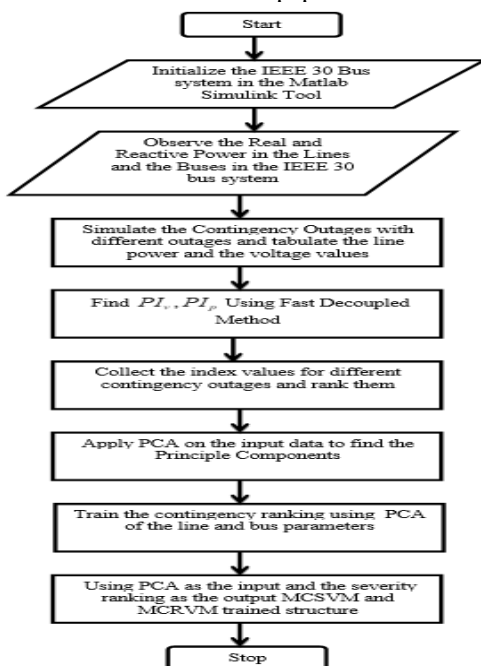 Start
Initialize the IEEE 30 Bus
system in the Matlab
Simulink Tool
Observe the Real and
Reactive Power in the Lines
and the Buses in the IEEE 30
bus system
Simulate the Contingency Outages with
different outages and tabulate the line
power and the voltage values
Find PIv, PIp Using Fast Decoupled
Method
Collect the index values for different
contingency outages and rank them
Apply PCA on the input data to find the
Principle Components
Train the contingency ranking using PCA
of the line and bus parameters
Using PCA as the input and the severity
ranking as the output MCSVM and
MCRVM trained structure
Stop